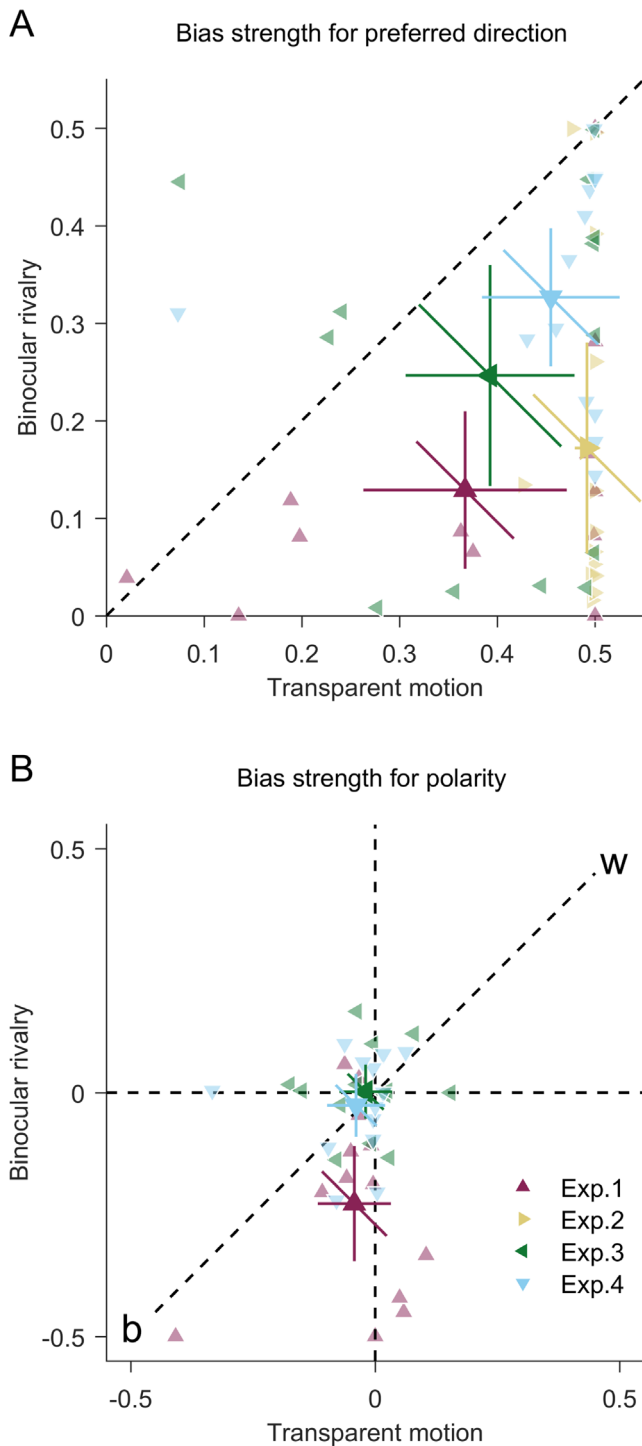 A
Bias strength for preferred direction
0.5
0.4
0.3
0.2
0.1
0
Binocular rivalry
0 0.1 0.2 0.3 0.4 0.5
Transparent motion
B
Bias strength for polarity
w
0.5
0
-0.5
Binocular rivalry
Exp.1
Exp.2
Exp.3
Exp.4
b
-0.5 0 0.5
Transparent motion